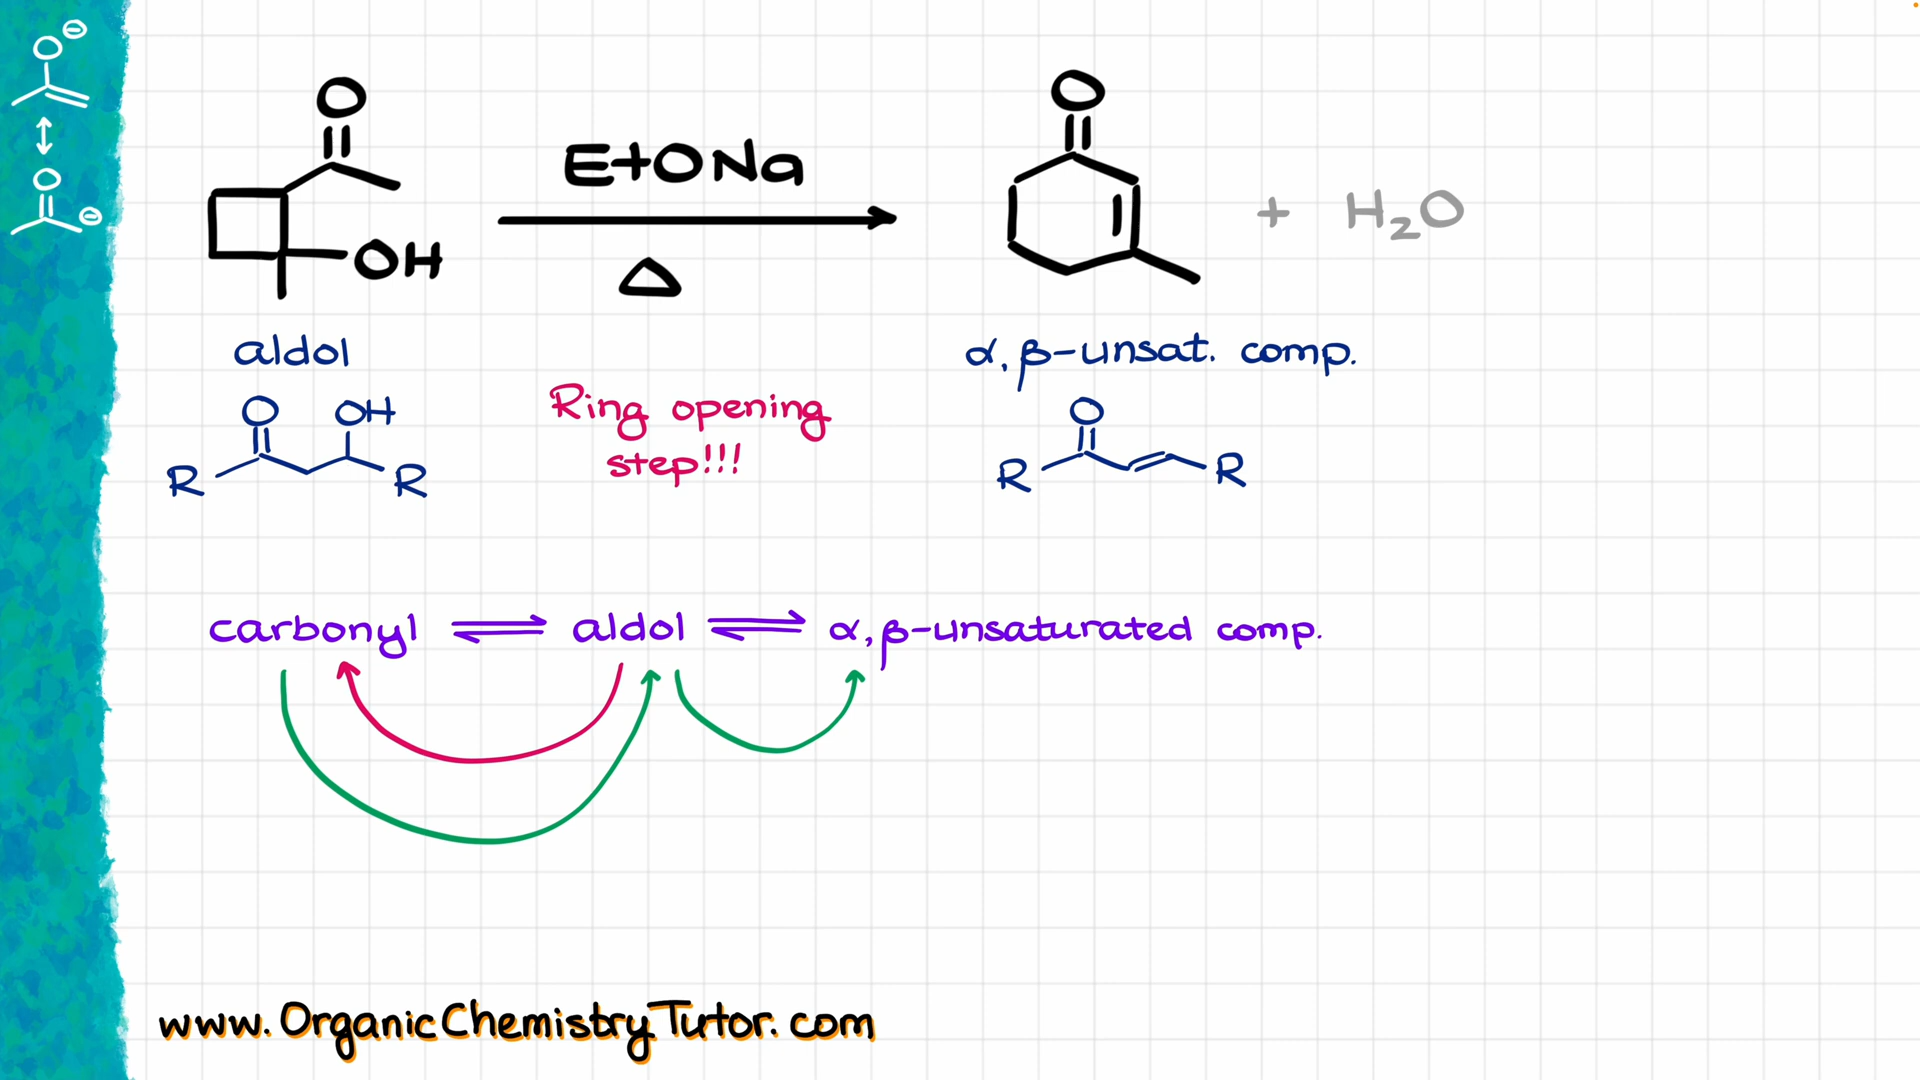 O⊖
O
⊖
O
OH
EtONa
Δ
O
+ H₂O
aldol
O OH
R R
Ring opening
step!!!
α,β-unsat. comp.
O
R R
carbonyl ⇌ aldol ⇌ α,β-unsaturated comp.
www.OrganicChemistryTutor.com